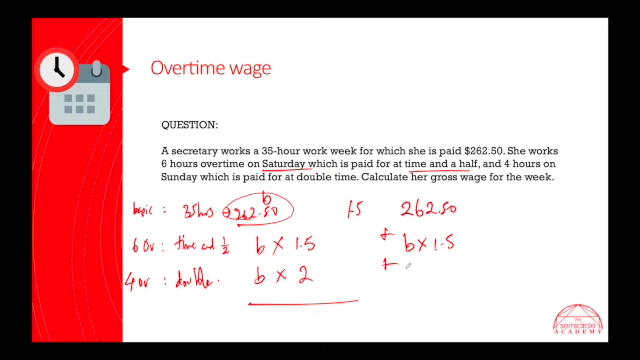 Overtime wage
QUESTION:
A secretary works a 35-hour work week for which she is paid $262.50. She works
6 hours overtime on Saturday which is paid for at time and a half, and 4 hours on
Sunday which is paid for at double time. Calculate her gross wage for the week.
b
basic : 35hrs → 262.50 1.5 262.50
6 ov : time and 1/2 b x 1.5 + b x 1.5
4 ov : double. b x 2 +
the
semicircle
ACADEMY